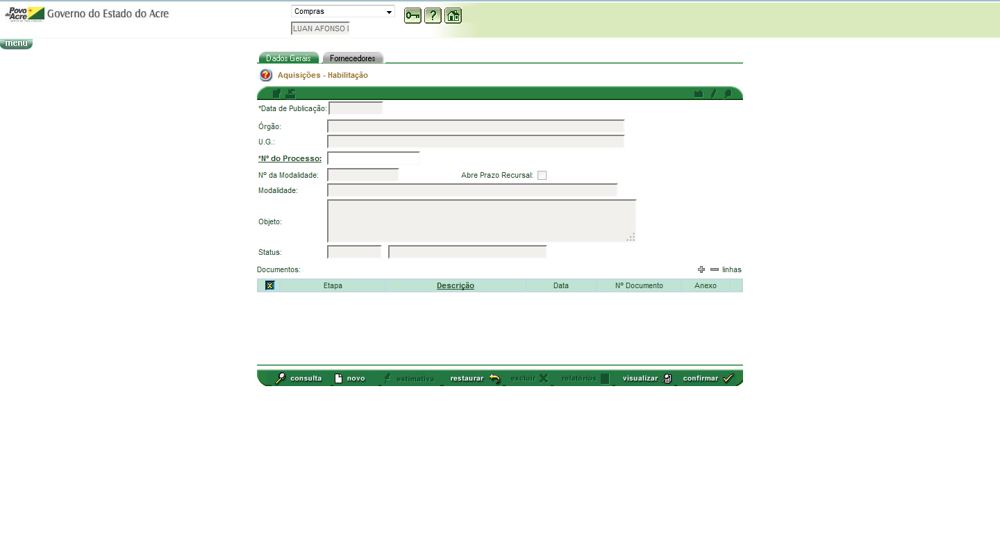 Povo do Acre Governo do Estado do Acre
Compras
LUAN AFONSO
menu
Dados Gerais Fornecedores
Aquisições - Habilitação
*Data de Publicação:
Órgão:
U.G.:
*Nº do Processo:
Nº da Modalidade: Abre Prazo Recursal:
Modalidade:
Objeto:
Status:
Documentos: linhas
Etapa Descrição Data Nº Documento Anexo
consulta novo estimativa restaurar excluir relatórios visualizar confirmar